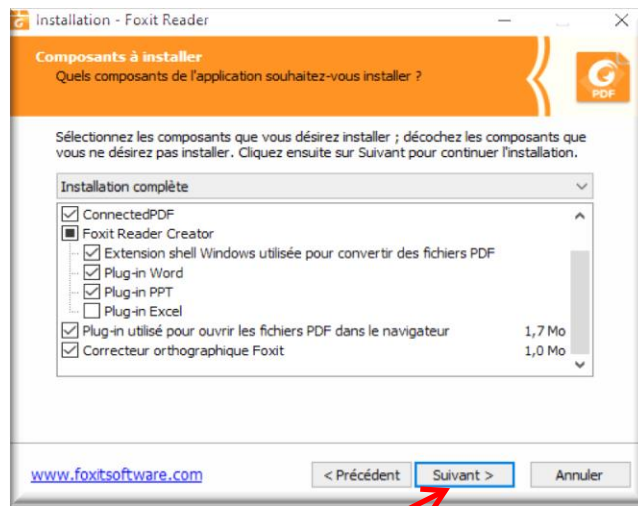 Installation - Foxit Reader
Composants à installer
Quels composants de l'application souhaitez-vous installer ?
PDF
Sélectionnez les composants que vous désirez installer ; décochez les composants que
vous ne désirez pas installer. Cliquez ensuite sur Suivant pour continuer l'installation.
Installation complète
ConnectedPDF
Foxit Reader Creator
Extension shell Windows utilisée pour convertir des fichiers PDF
Plug-in Word
Plug-in PPT
Plug-in Excel
Plug-in utilisé pour ouvrir les fichiers PDF dans le navigateur 1,7 Mo
Correcteur orthographique Foxit 1,0 Mo
www.foxitsoftware.com < Précédent Suivant > Annuler